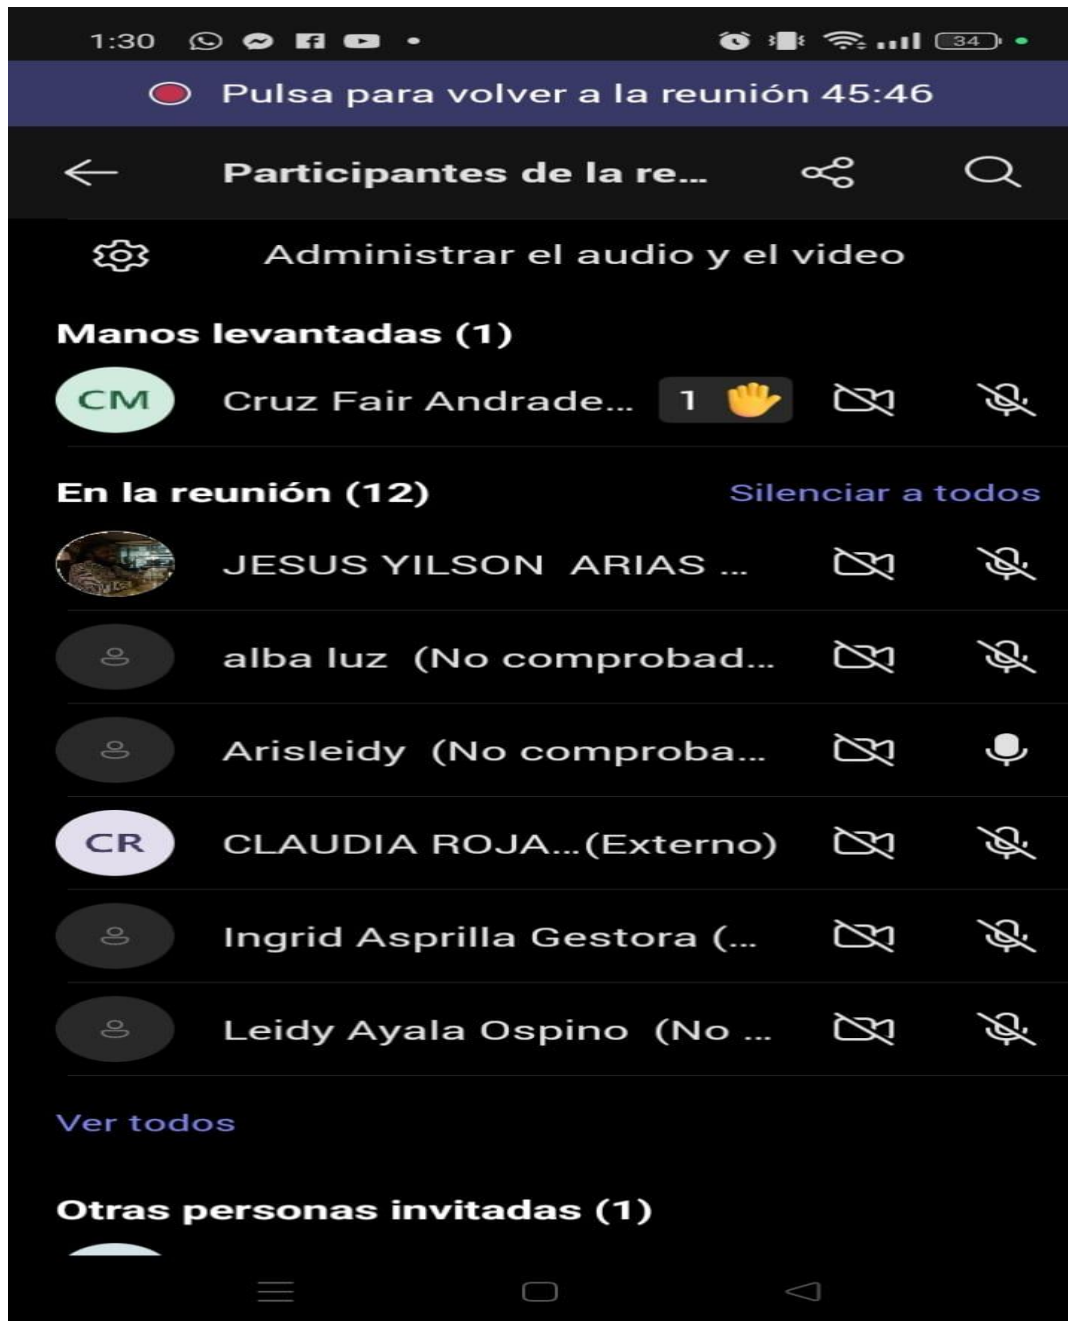 1:30 34
Pulsa para volver a la reunión 45:46
Participantes de la re...
Administrar el audio y el video
Manos levantadas (1)
CM Cruz Fair Andrade... 1
En la reunión (12) Silenciar a todos
JESUS YILSON ARIAS ...
alba luz (No comprobad...
Arisleidy (No comproba...
CR CLAUDIA ROJA...(Externo)
Ingrid Asprilla Gestora (...
Leidy Ayala Ospino (No ...
Ver todos
Otras personas invitadas (1)